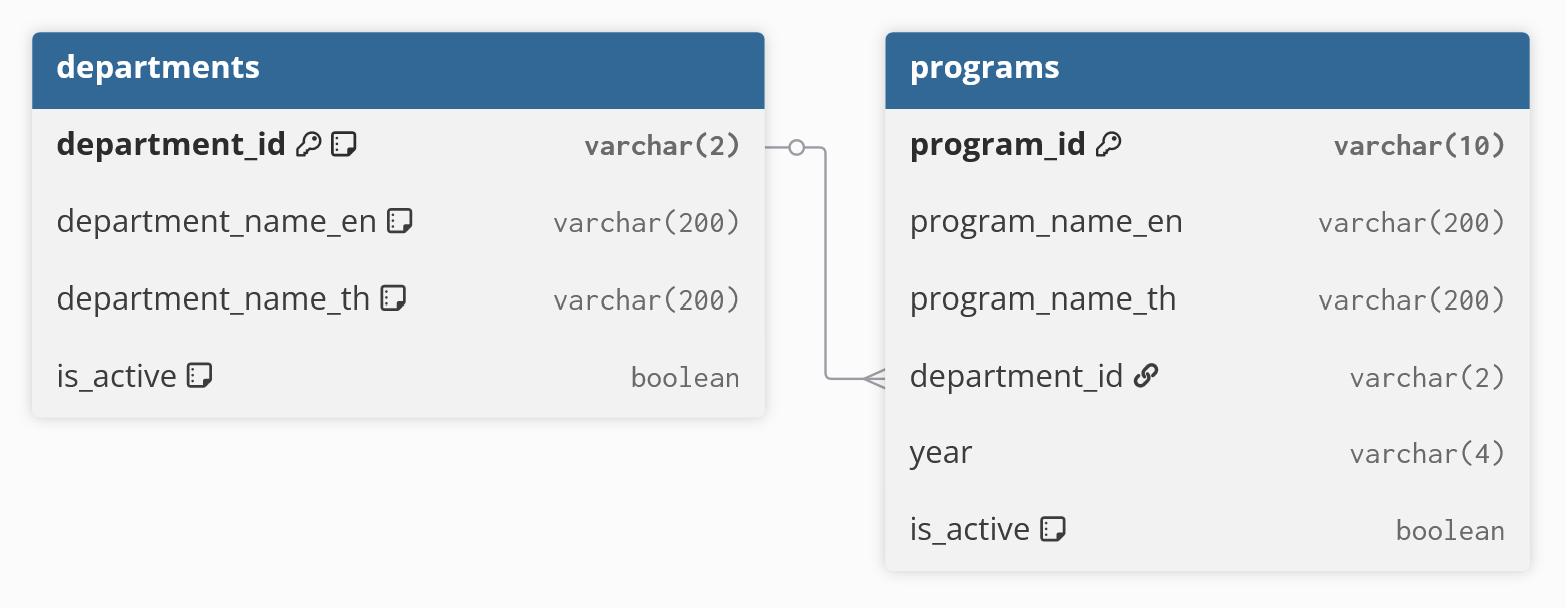 departments
department_id varchar(2)
department_name_en varchar(200)
department_name_th varchar(200)
is_active boolean
programs
program_id varchar(10)
program_name_en varchar(200)
program_name_th varchar(200)
department_id varchar(2)
year varchar(4)
is_active boolean